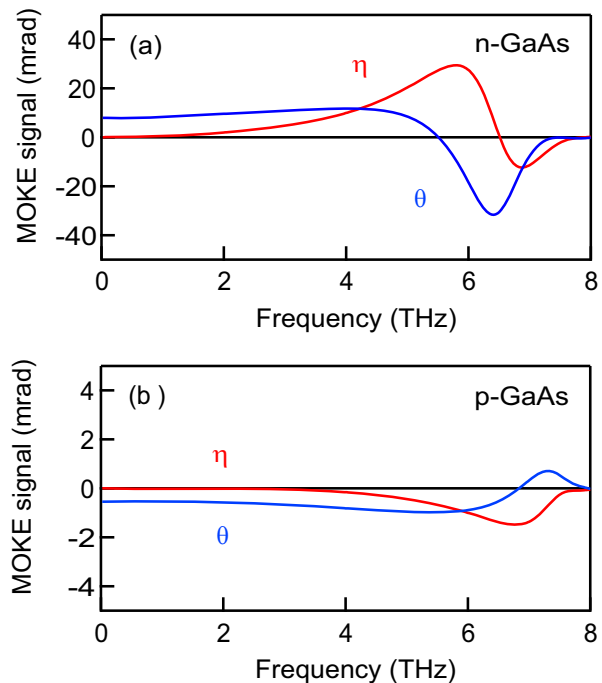 (a)
n-GaAs
η
θ
MOKE signal (mrad)
40
20
0
-20
-40
0 2 4 6 8
Frequency (THz)
(b )
p-GaAs
η
θ
MOKE signal (mrad)
4
2
0
-2
-4
0 2 4 6 8
Frequency (THz)